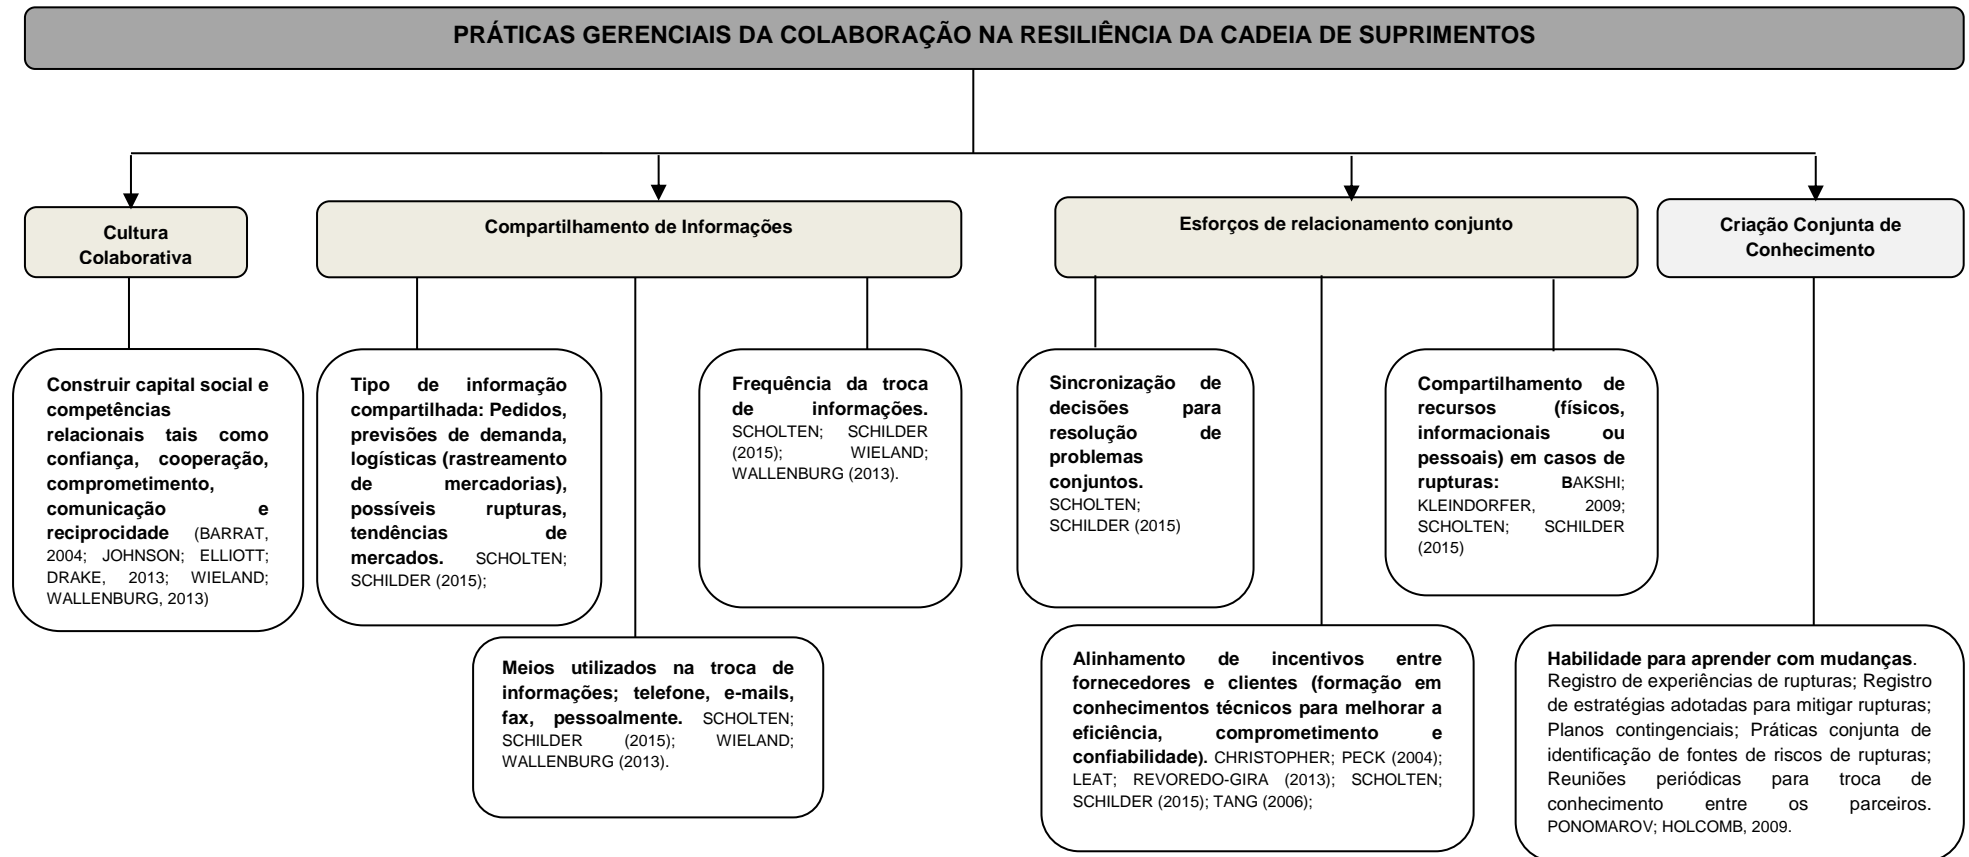 PRÁTICAS GERENCIAIS DA COLABORAÇÃO NA RESILIÊNCIA DA CADEIA DE SUPRIMENTOS
Cultura
Colaborativa
Compartilhamento de Informações
Esforços de relacionamento conjunto
Criação Conjunta de
Conhecimento
Construir capital social e
competências
relacionais tais como
confiança, cooperação,
comprometimento,
comunicação e
reciprocidade (BARRAT,
2004; JOHNSON; ELLIOTT;
DRAKE, 2013; WIELAND;
WALLENBURG, 2013)
Tipo de informação
compartilhada: Pedidos,
previsões de demanda,
logísticas (rastreamento
de mercadorias),
possíveis rupturas,
tendências de
mercados. SCHOLTEN;
SCHILDER (2015);
Frequência da troca
de informações.
SCHOLTEN; SCHILDER
(2015); WIELAND;
WALLENBURG (2013).
Sincronização de
decisões para
resolução de
problemas
conjuntos.
SCHOLTEN;
SCHILDER (2015)
Compartilhamento de
recursos (físicos,
informacionais ou
pessoais) em casos de
rupturas: BAKSHI;
KLEINDORFER, 2009;
SCHOLTEN; SCHILDER
(2015)
Meios utilizados na troca de
informações; telefone, e-mails,
fax, pessoalmente. SCHOLTEN;
SCHILDER (2015); WIELAND;
WALLENBURG (2013).
Alinhamento de incentivos entre
fornecedores e clientes (formação em
conhecimentos técnicos para melhorar a
eficiência, comprometimento e
confiabilidade). CHRISTOPHER; PECK (2004);
LEAT; REVOREDO-GIRA (2013); SCHOLTEN;
SCHILDER (2015); TANG (2006);
Habilidade para aprender com mudanças.
Registro de experiências de rupturas; Registro
de estratégias adotadas para mitigar rupturas;
Planos contingenciais; Práticas conjunta de
identificação de fontes de riscos de rupturas;
Reuniões periódicas para troca de
conhecimento entre os parceiros.
PONOMAROV; HOLCOMB, 2009.